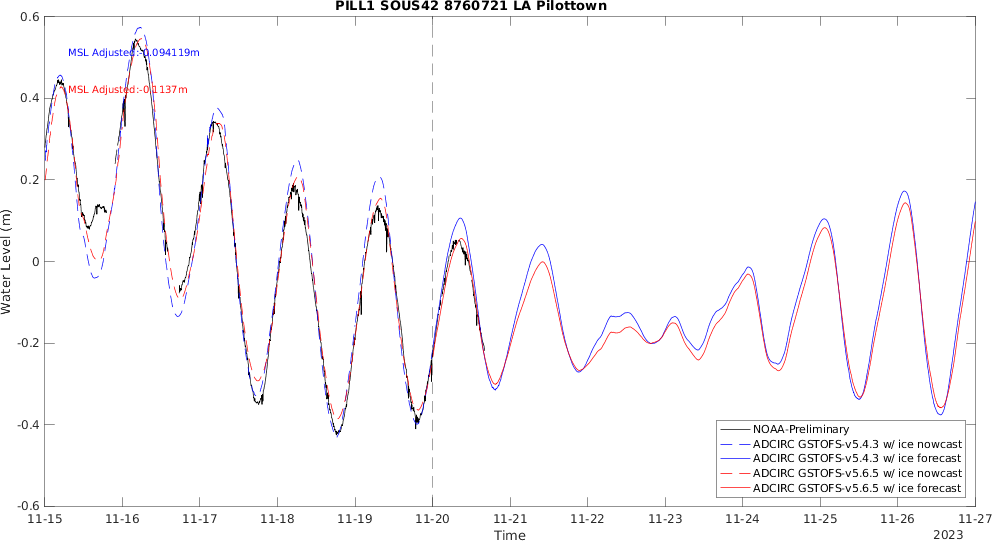 PILL1 SOUS42 8760721 LA Pilottown
0.6
MSL Adjusted:-0.094119m
MSL Adjusted:-0.1137m
0.4
0.2
0
-0.2
-0.4
-0.6
Water Level (m)
NOAA-Preliminary
ADCIRC GSTOFS-v5.4.3 w/ ice nowcast
ADCIRC GSTOFS-v5.4.3 w/ ice forecast
ADCIRC GSTOFS-v5.6.5 w/ ice nowcast
ADCIRC GSTOFS-v5.6.5 w/ ice forecast
11-15 11-16 11-17 11-18 11-19 11-20 11-21 11-22 11-23 11-24 11-25 11-26 11-27
Time
2023